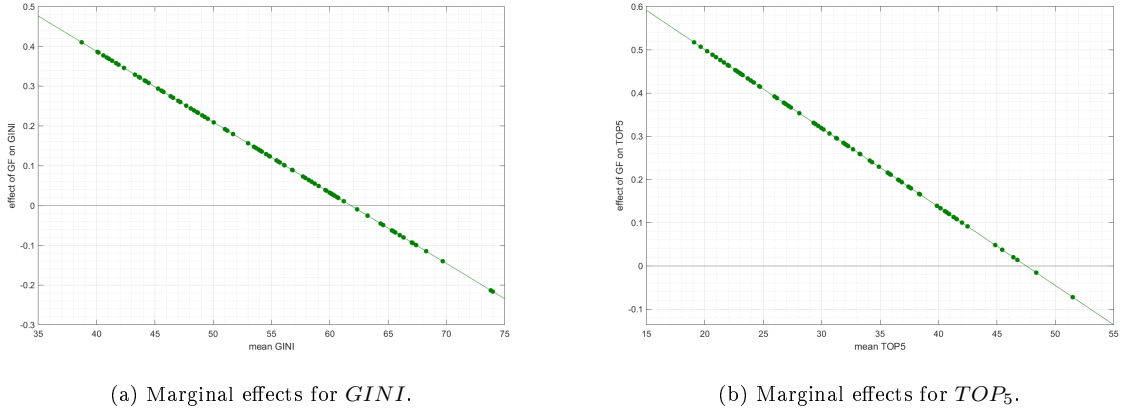 0.5
0.4
0.3
0.2
0.1
0
-0.1
-0.2
-0.3
effect of GF on GINI
35 40 45 50 55 60 65 70 75
mean GINI
(a) Marginal effects for GINI.
0.6
0.5
0.4
0.3
0.2
0.1
0
-0.1
effect of GF on TOP5
15 20 25 30 35 40 45 50 55
mean TOP5
(b) Marginal effects for TOP₅.